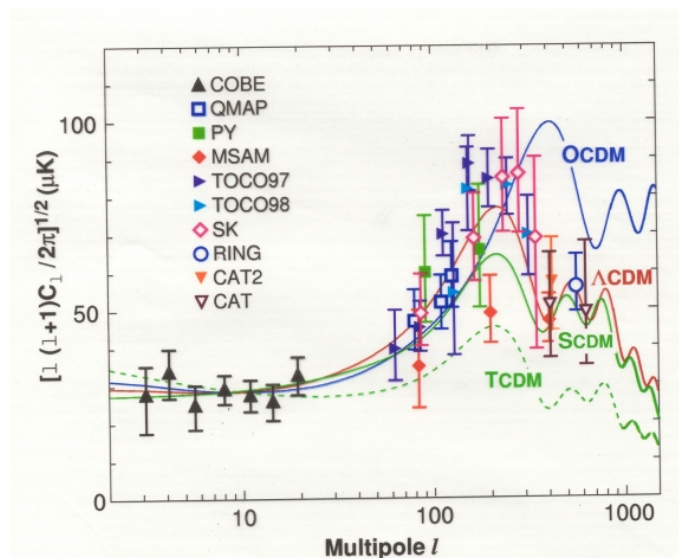 COBE
QMAP
PY
MSAM
TOCO97
TOCO98
SK
RING
CAT2
CAT
OCDM
ΛCDM
SCDM
TCDM
100
50
0
[l (l+1)Cl / 2π]1/2 (μK)
10
100
1000
Multipole l